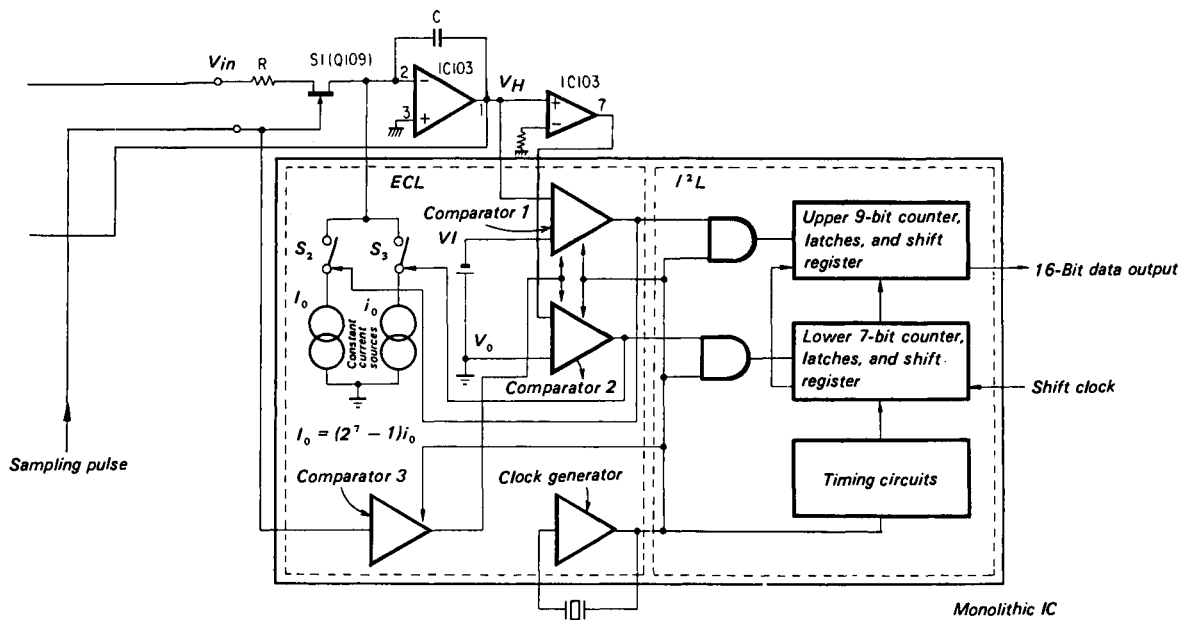 C
Vin
R
S1(Q109)
IC103
2
−
3
+
1
VH
IC103
+
−
7
ECL
I²L
Comparator 1
V1
S₂
S₃
I₀
i₀
Constant
current
sources
V₀
Comparator 2
I₀ = (2⁷ − 1)i₀
Upper 9-bit counter,
latches, and shift
register
16-Bit data output
Lower 7-bit counter,
latches, and shift
register
Shift clock
Sampling pulse
Comparator 3
Clock generator
Timing circuits
Monolithic IC